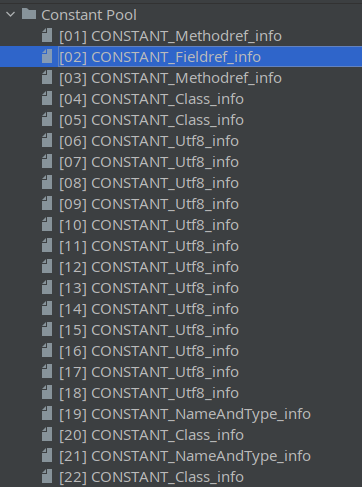 Constant Pool
[01] CONSTANT_Methodref_info
[02] CONSTANT_Fieldref_info
[03] CONSTANT_Methodref_info
[04] CONSTANT_Class_info
[05] CONSTANT_Class_info
[06] CONSTANT_Utf8_info
[07] CONSTANT_Utf8_info
[08] CONSTANT_Utf8_info
[09] CONSTANT_Utf8_info
[10] CONSTANT_Utf8_info
[11] CONSTANT_Utf8_info
[12] CONSTANT_Utf8_info
[13] CONSTANT_Utf8_info
[14] CONSTANT_Utf8_info
[15] CONSTANT_Utf8_info
[16] CONSTANT_Utf8_info
[17] CONSTANT_Utf8_info
[18] CONSTANT_Utf8_info
[19] CONSTANT_NameAndType_info
[20] CONSTANT_Class_info
[21] CONSTANT_NameAndType_info
[22] CONSTANT_Class_info